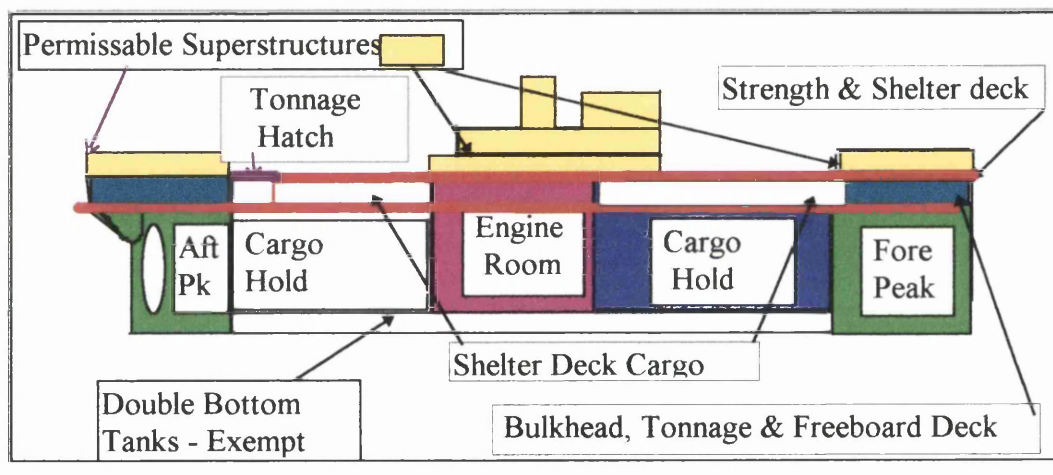 Permissable Superstructures
Tonnage
Hatch
Strength & Shelter deck
Aft
Pk
Cargo
Hold
Engine
Room
Cargo
Hold
Fore
Peak
Shelter Deck Cargo
Double Bottom
Tanks - Exempt
Bulkhead, Tonnage & Freeboard Deck